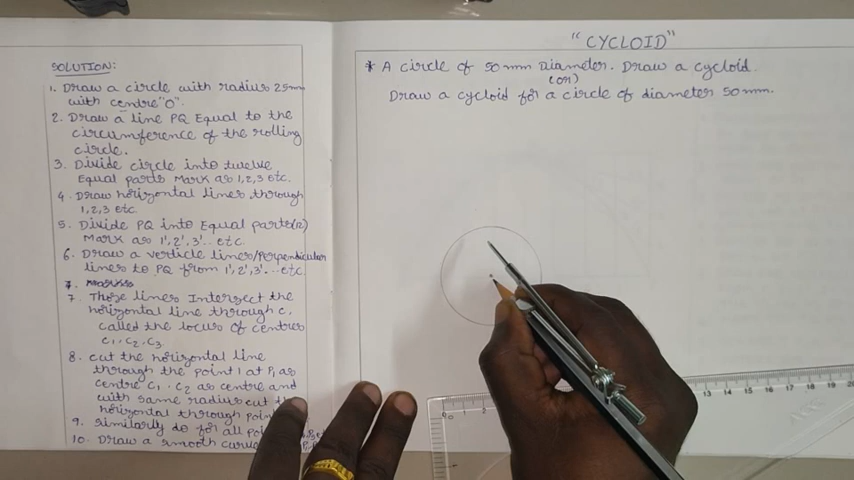 SOLUTION:
1. Draw a circle with radius 25mm
with centre "O".
2. Draw a line PQ Equal to the
circumference of the rolling
circle.
3. Divide circle into twelve
Equal parts Mark as 1,2,3 etc.
4. Draw horizontal lines through
1,2,3 etc
5. Divide PQ into Equal parts(12)
Mark as 1',2',3'.. etc
6. Draw a verticle lines/Perpendicular
lines to PQ from 1',2',3'...etc.
7. Those lines Intersect the
horizontal line through c,
called the locus of centres
C1,.C2,C3.
8. cut the horizontal line
through the point 1 at P1 as
centre C1. C2 as centre and
with same radius cut
horizontal through
9. Similarly do for all
10. Draw a smooth
"CYCLOID"
* A circle of 50mm Diameter. Draw a cycloid.
(or)
Draw a cycloid for a circle of diameter 50mm.
0 1 2
13 14 15 16 17 18 19 20